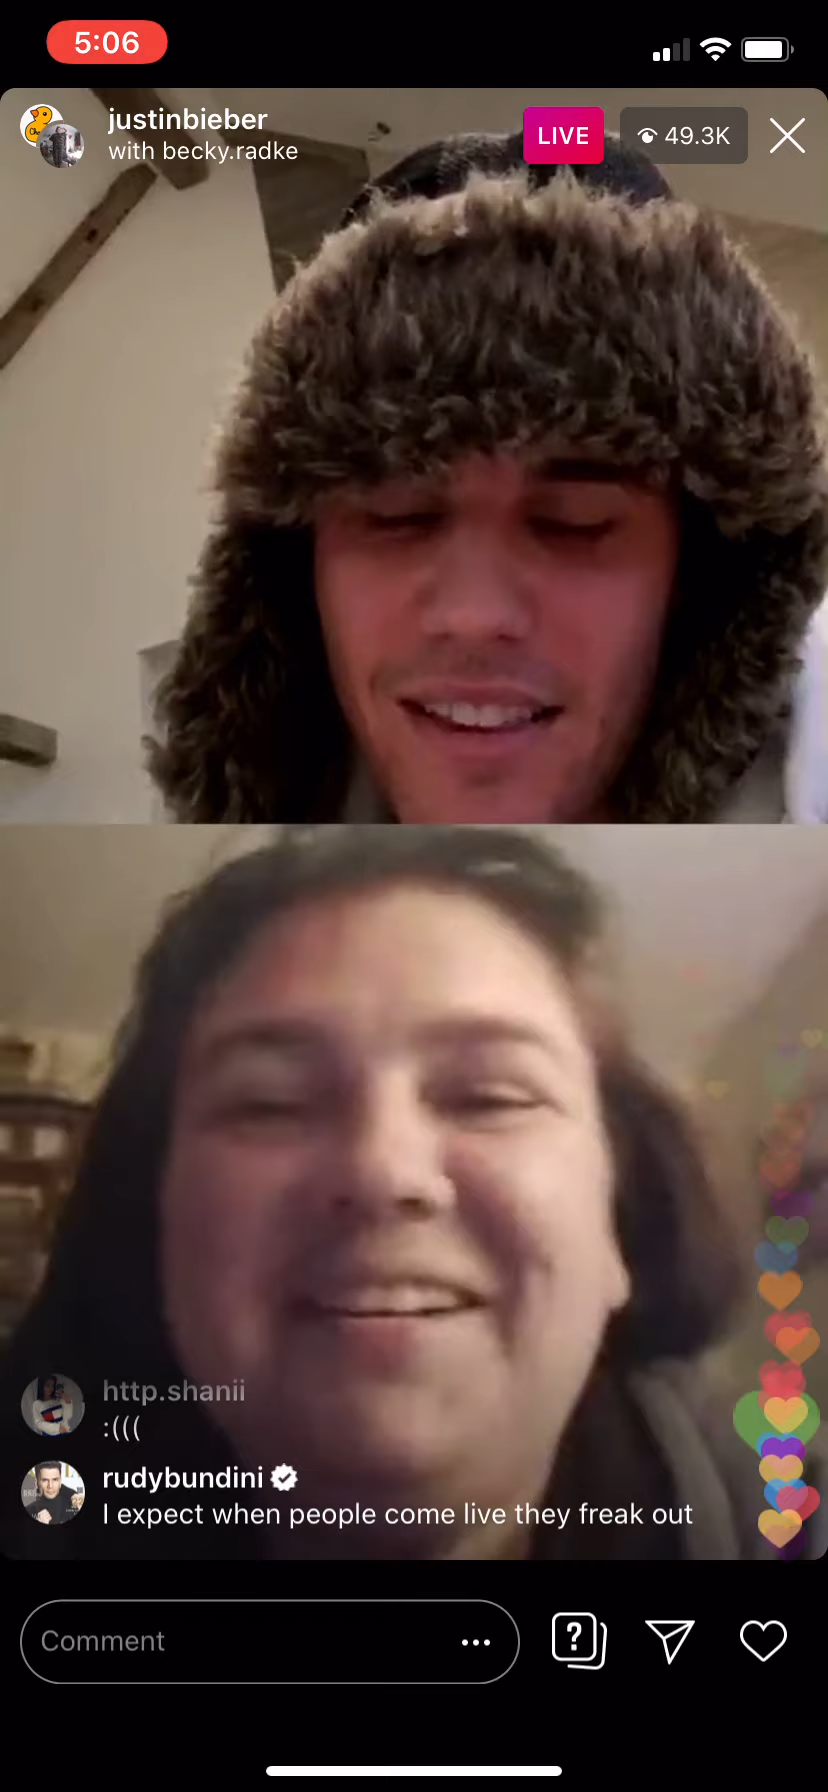 5:06
justinbieber
with becky.radke
LIVE
49.3K
http.shanii
:(((
rudybundini
I expect when people come live they freak out
Comment
?